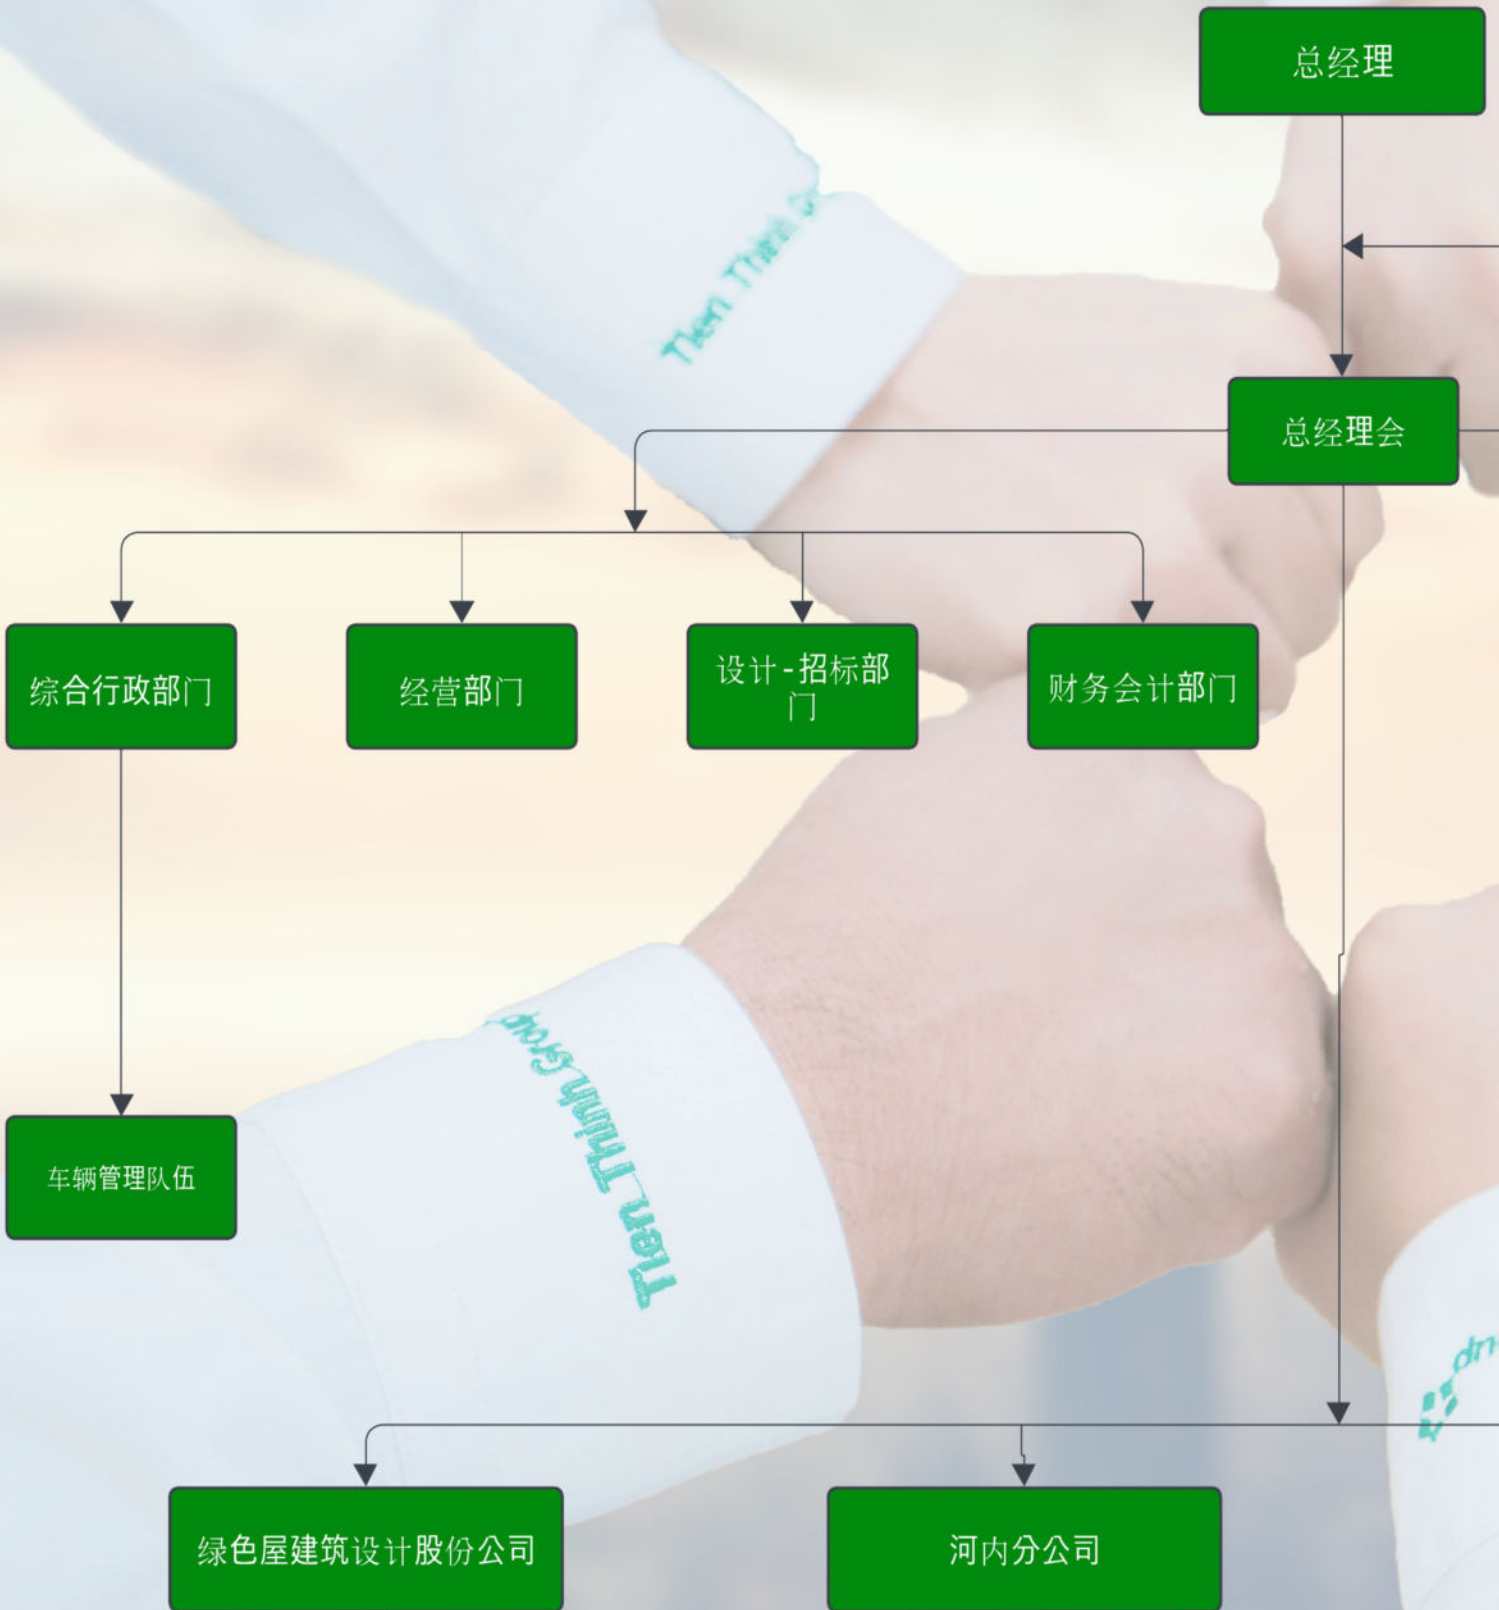 总经理
总经理会
综合行政部门
经营部门
设计-招标部
门
财务会计部门
车辆管理队伍
绿色屋建筑设计股份公司
河内分公司
Tien Thinh
Tien Thinh Group